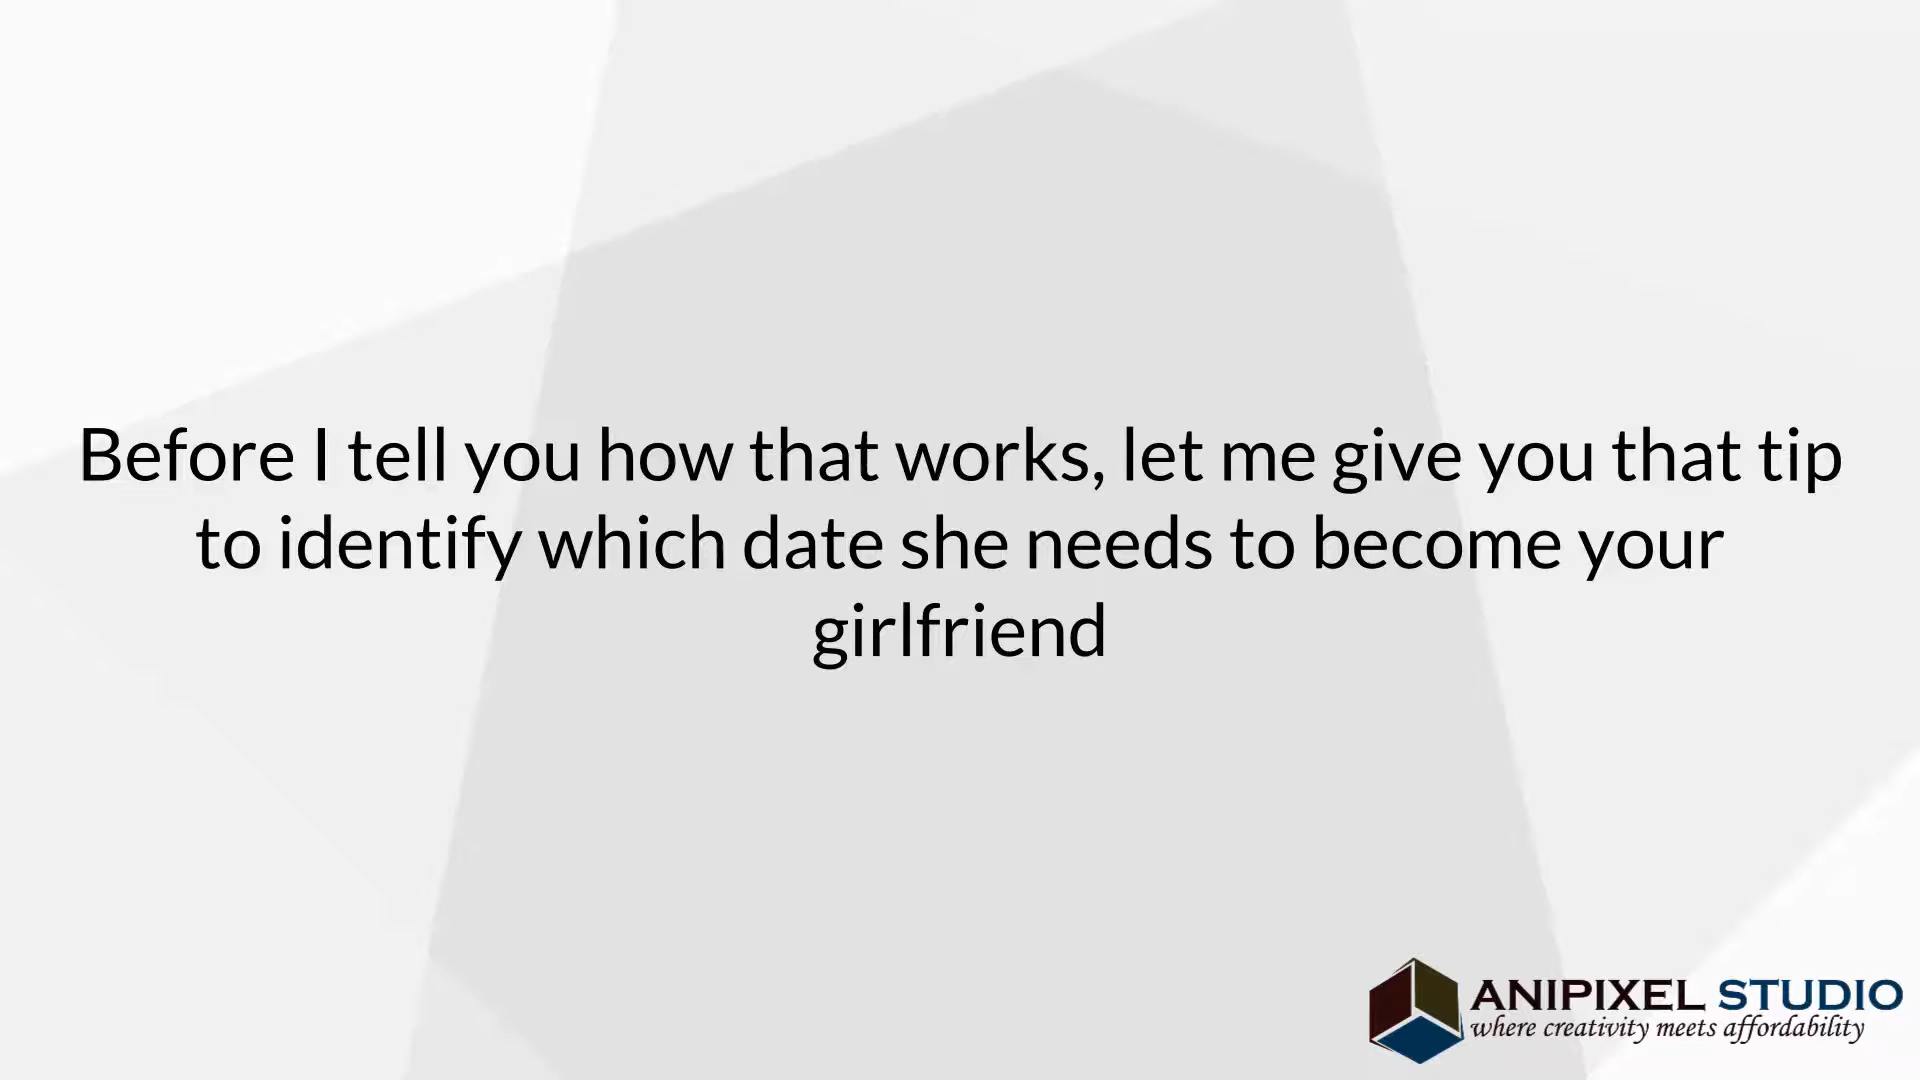 Before I tell you how that works, let me give you that tip
to identify which date she needs to become your
girlfriend
ANIPIXEL STUDIO
where creativity meets affordability